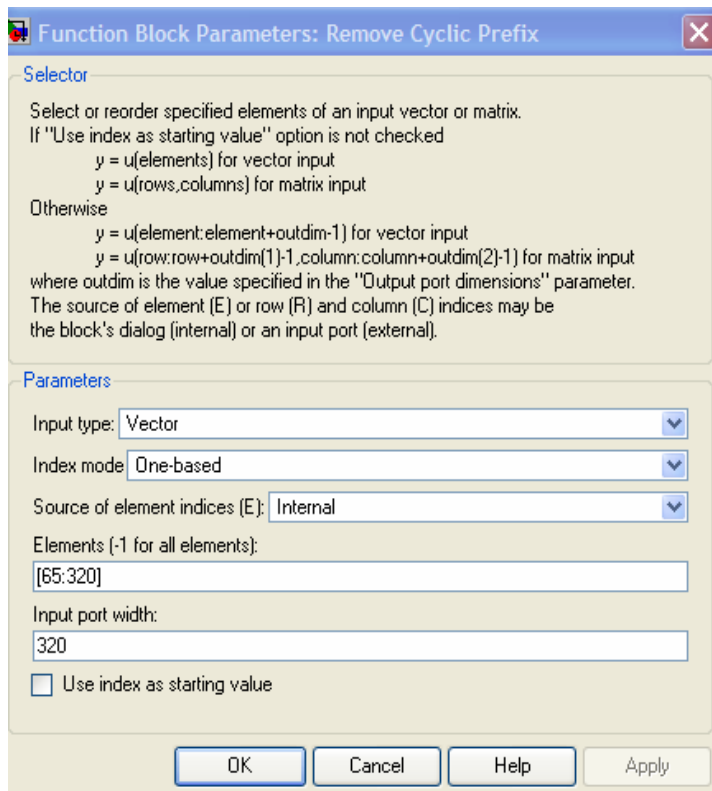 Function Block Parameters: Remove Cyclic Prefix
Selector
Select or reorder specified elements of an input vector or matrix.
If "Use index as starting value" option is not checked
y = u(elements) for vector input
y = u(rows,columns) for matrix input
Otherwise
y = u(element:element+outdim-1) for vector input
y = u(row:row+outdim(1)-1,column:column+outdim(2)-1) for matrix input
where outdim is the value specified in the "Output port dimensions" parameter.
The source of element (E) or row (R) and column (C) indices may be
the block's dialog (internal) or an input port (external).
Parameters
Input type: Vector
Index mode One-based
Source of element indices (E): Internal
Elements (-1 for all elements):
[65:320]
Input port width:
320
Use index as starting value
OK Cancel Help Apply